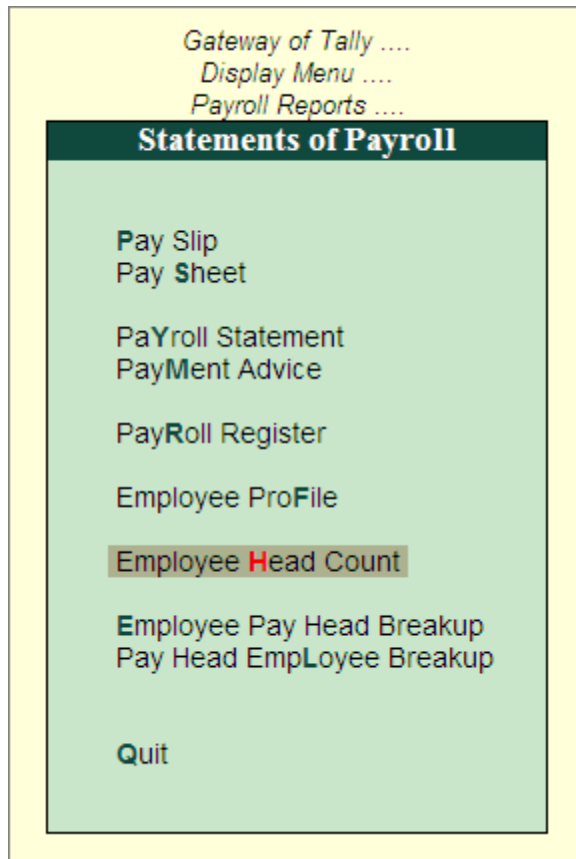 Gateway of Tally ....
Display Menu ....
Payroll Reports ....
Statements of Payroll
Pay Slip
Pay Sheet
PaYroll Statement
PayMent Advice
PayRoll Register
Employee ProFile
Employee Head Count
Employee Pay Head Breakup
Pay Head EmpLoyee Breakup
Quit